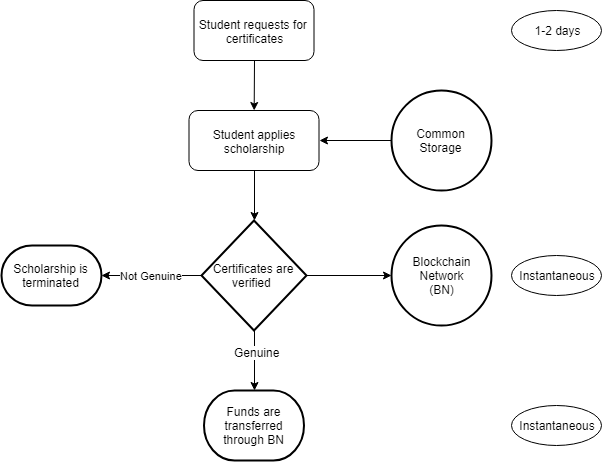 Student requests for
certificates
1-2 days
Student applies
scholarship
Common
Storage
Scholarship is
terminated
Not Genuine
Certificates are
verified
Blockchain
Network
(BN)
Instantaneous
Genuine
Funds are
transferred
through BN
Instantaneous